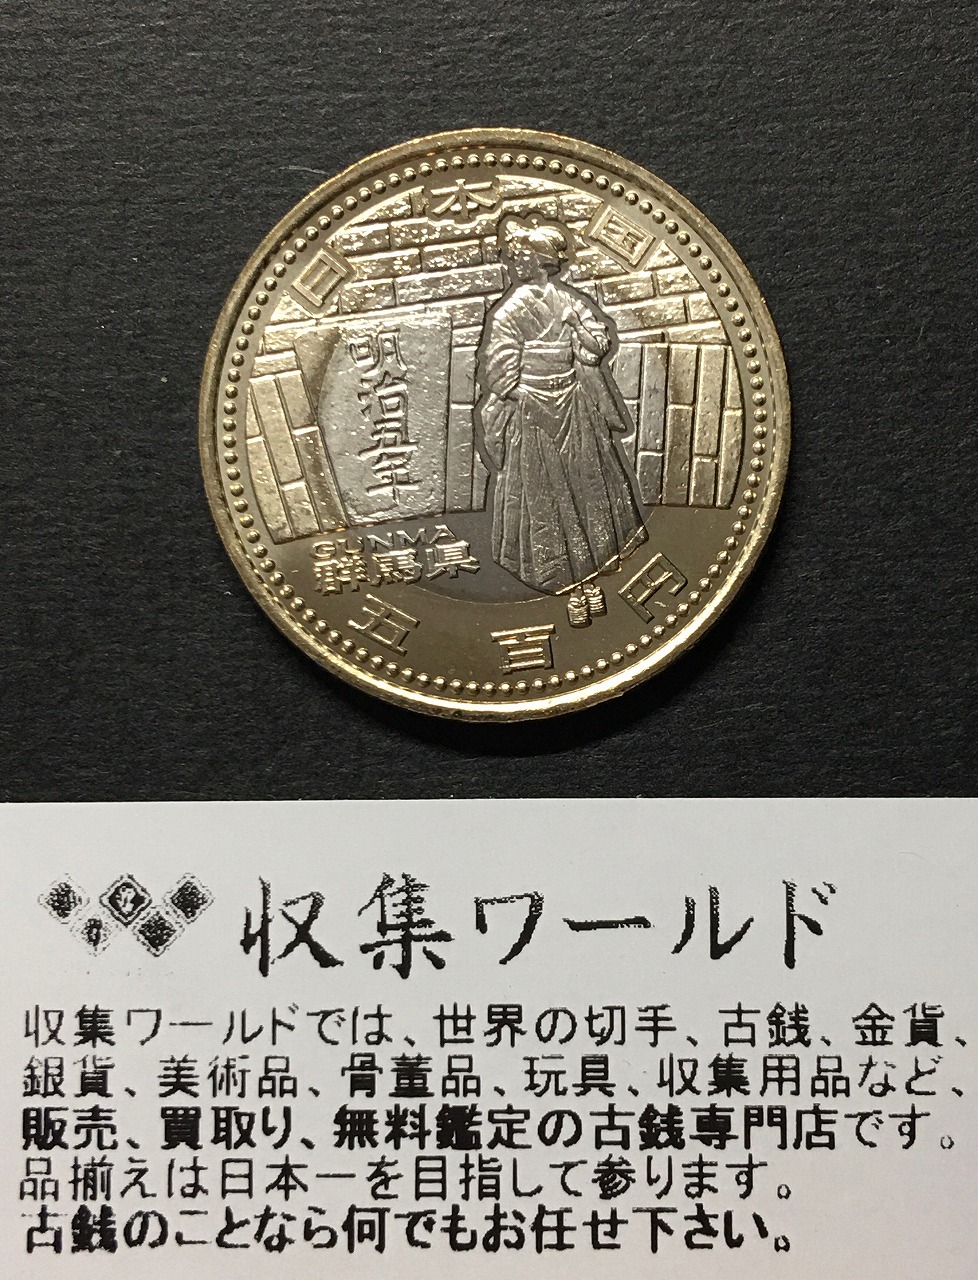 日本国
明治五年
GUNMA
群馬県
五百円
収集ワールド
収集ワールドでは、世界の切手、古銭、金貨、
銀貨、美術品、骨董品、玩具、収集用品など、
販売、買取り、無料鑑定の古銭専門店です。
品揃えは日本一を目指して参ります。
古銭のことなら何でもお任せ下さい。